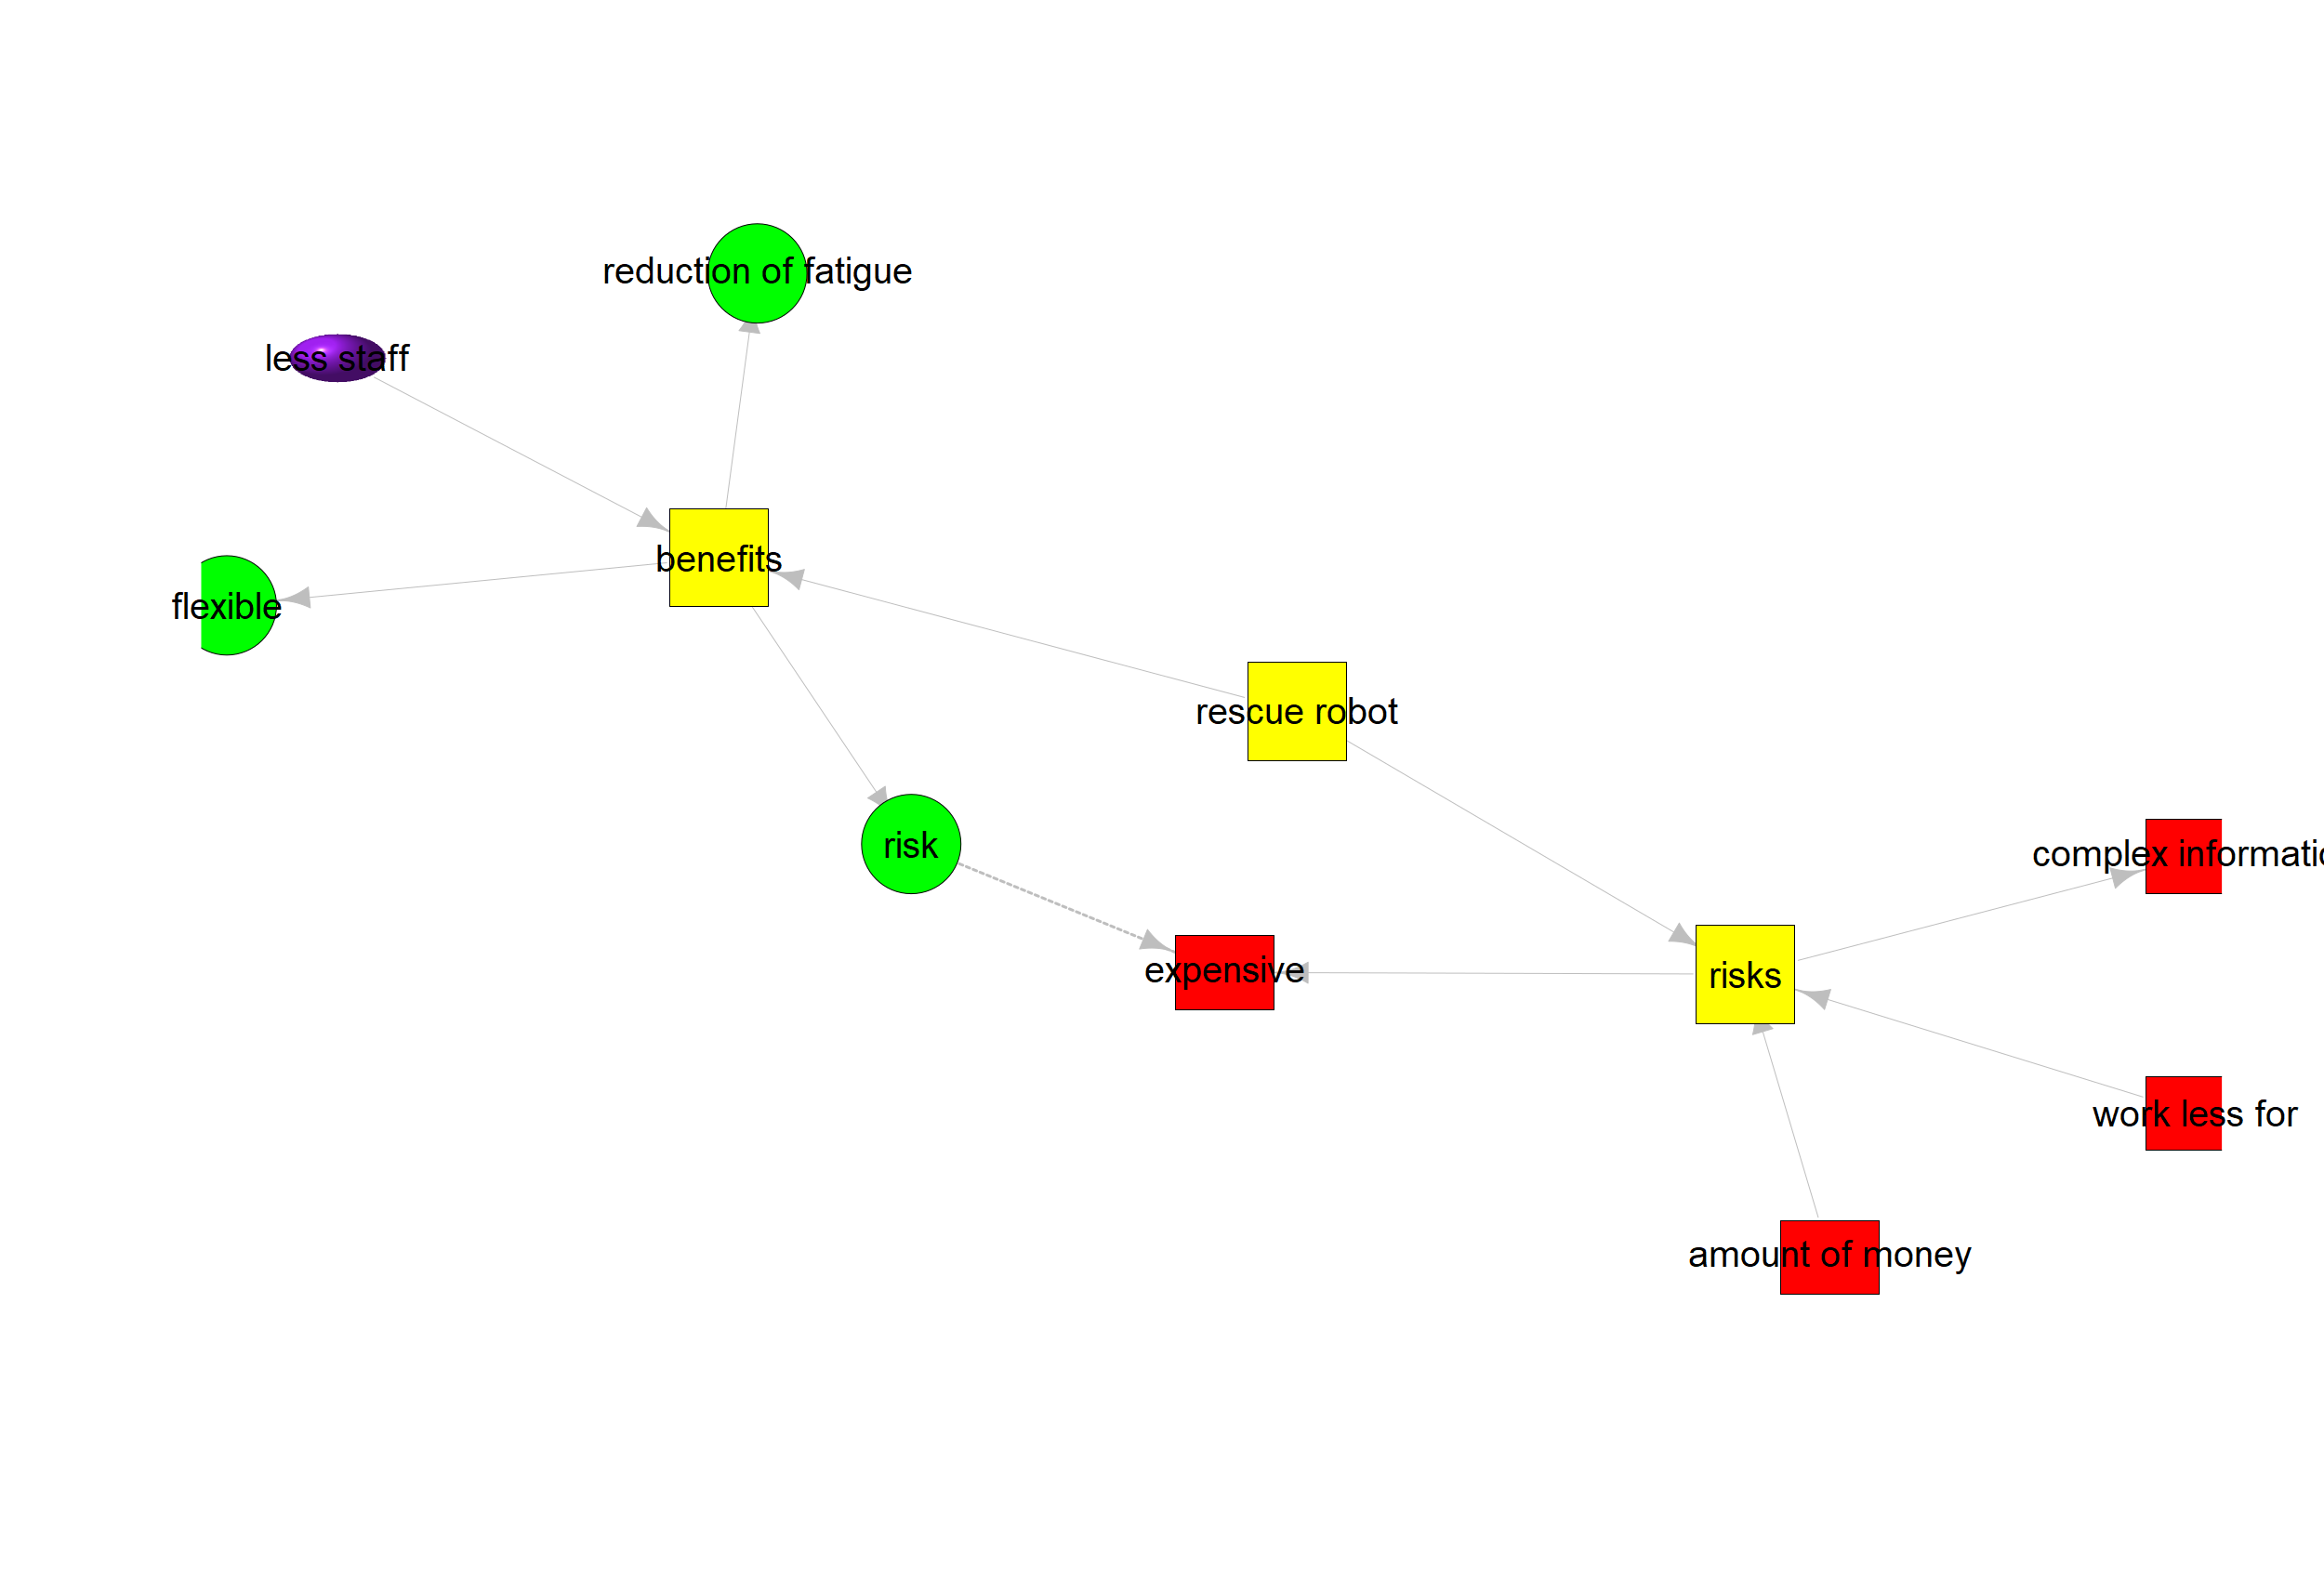 reduction of fatigue
less staff
benefits
flexible
rescue robot
risk
complex informatio
expensive
risks
work less for
amount of money